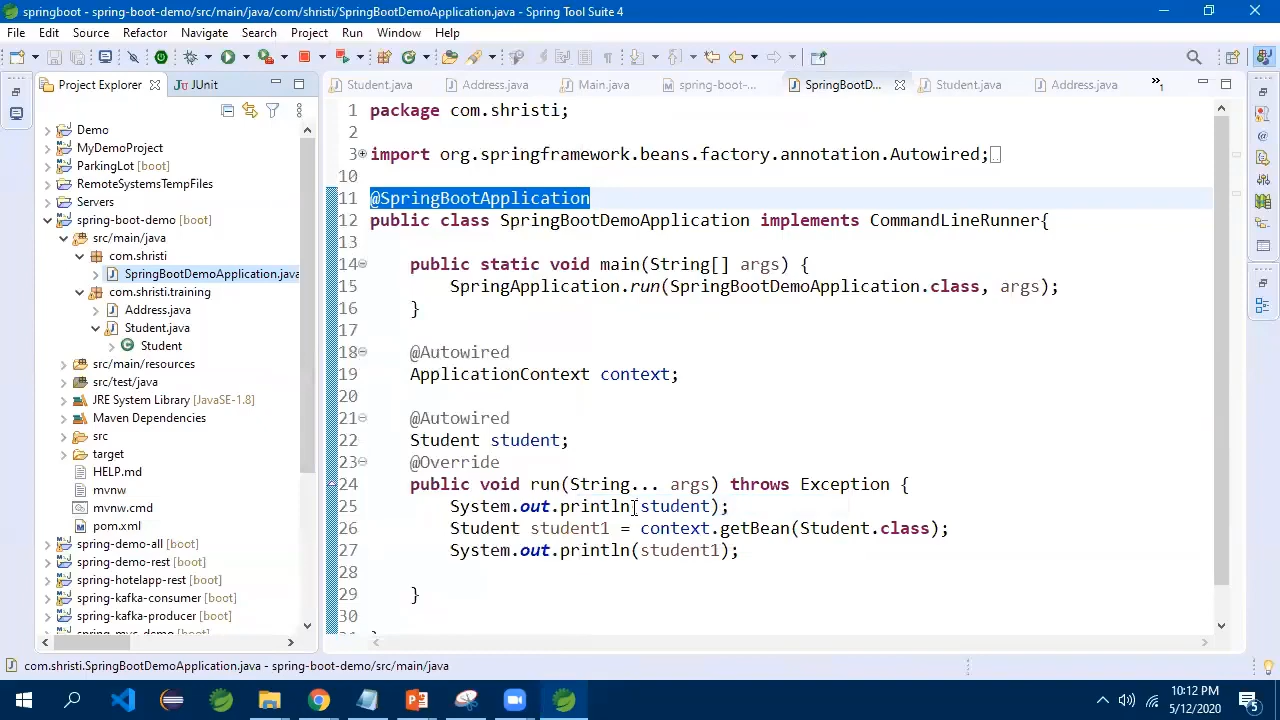 springboot - spring-boot-demo/src/main/java/com/shristi/SpringBootDemoApplication.java - Spring Tool Suite 4
File Edit Source Refactor Navigate Search Project Run Window Help
Project Explorer JUnit
Student.java Address.java Main.java spring-boot-... SpringBootD... Student.java Address.java »1
Demo
MyDemoProject
ParkingLot [boot]
RemoteSystemsTempFiles
Servers
spring-boot-demo [boot]
src/main/java
com.shristi
SpringBootDemoApplication.java
com.shristi.training
Address.java
Student.java
Student
src/main/resources
src/test/java
JRE System Library [JavaSE-1.8]
Maven Dependencies
src
target
HELP.md
mvnw
mvnw.cmd
pom.xml
spring-demo-all [boot]
spring-demo-rest [boot]
spring-hotelapp-rest [boot]
spring-kafka-consumer [boot]
spring-kafka-producer [boot]
spring-mvc-demo [boot]
1 package com.shristi;
2
3 import org.springframework.beans.factory.annotation.Autowired;
10
11 @SpringBootApplication
12 public class SpringBootDemoApplication implements CommandLineRunner{
13
14 public static void main(String[] args) {
15 SpringApplication.run(SpringBootDemoApplication.class, args);
16 }
17
18 @Autowired
19 ApplicationContext context;
20
21 @Autowired
22 Student student;
23 @Override
24 public void run(String... args) throws Exception {
25 System.out.println(student);
26 Student student1 = context.getBean(Student.class);
27 System.out.println(student1);
28
29 }
30
31 }
com.shristi.SpringBootDemoApplication.java - spring-boot-demo/src/main/java
10:12 PM
5/12/2020
5